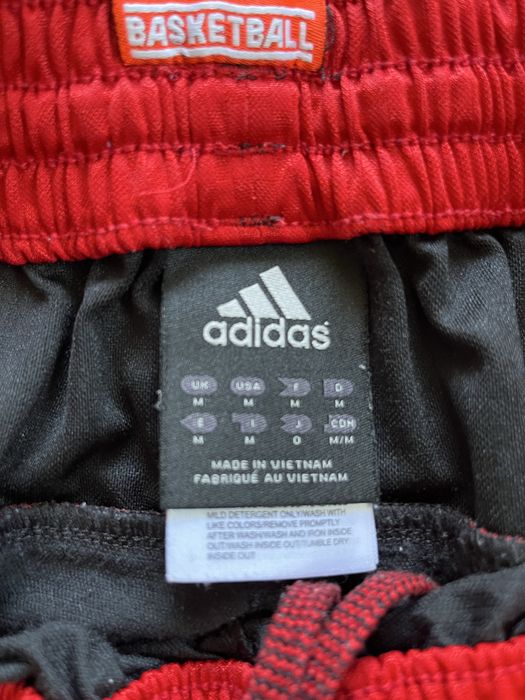 BASKETBALL
adidas
UK USA F D
M M M M
E I J CDN
M M O M/M
MADE IN VIETNAM
FABRIQUÉ AU VIETNAM
MILD DETERGENT ONLY/WASH WITH
LIKE COLORS/REMOVE PROMPTLY
AFTER WASH/WASH AND IRON INSIDE
OUT/WASH INSIDE OUT/TUMBLE DRY
INSIDE OUT